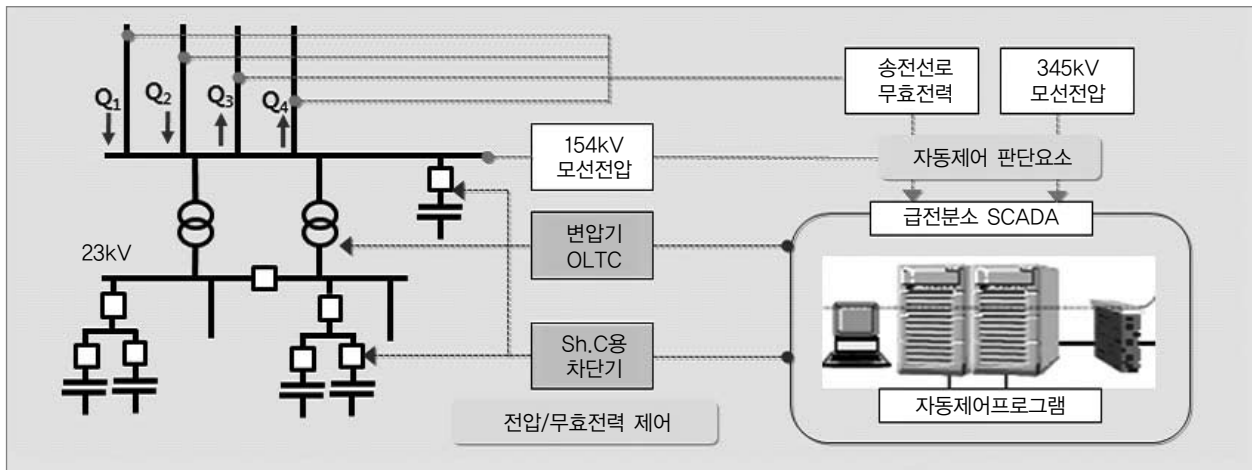 송전선로
무효전력
345kV
모선전압
Q1
Q2
Q3
Q4
154kV
모선전압
자동제어 판단요소
급전분소 SCADA
변압기
OLTC
23kV
Sh.C용
차단기
자동제어프로그램
전압/무효전력 제어